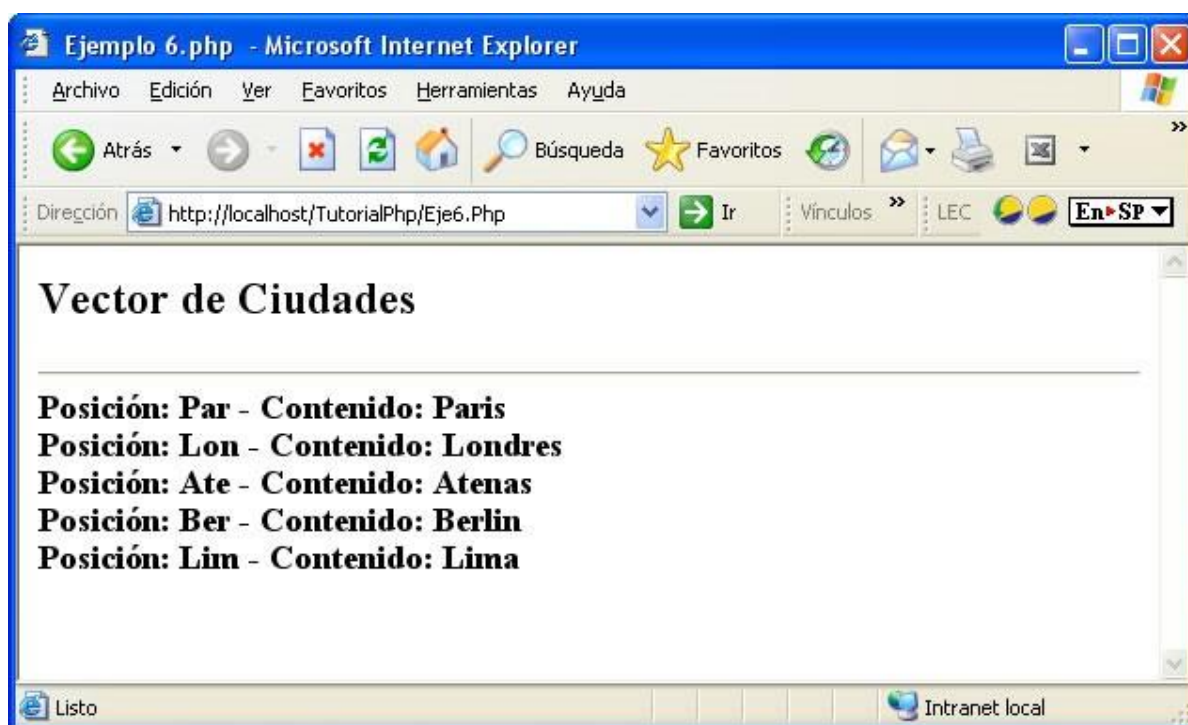 Ejemplo 6.php - Microsoft Internet Explorer
Archivo Edición Ver Favoritos Herramientas Ayuda
Atrás Búsqueda Favoritos »
Dirección http://localhost/TutorialPhp/Eje6.Php Ir Vínculos » LEC En▸SP
Vector de Ciudades
Posición: Par - Contenido: Paris
Posición: Lon - Contenido: Londres
Posición: Ate - Contenido: Atenas
Posición: Ber - Contenido: Berlin
Posición: Lim - Contenido: Lima
Listo Intranet local